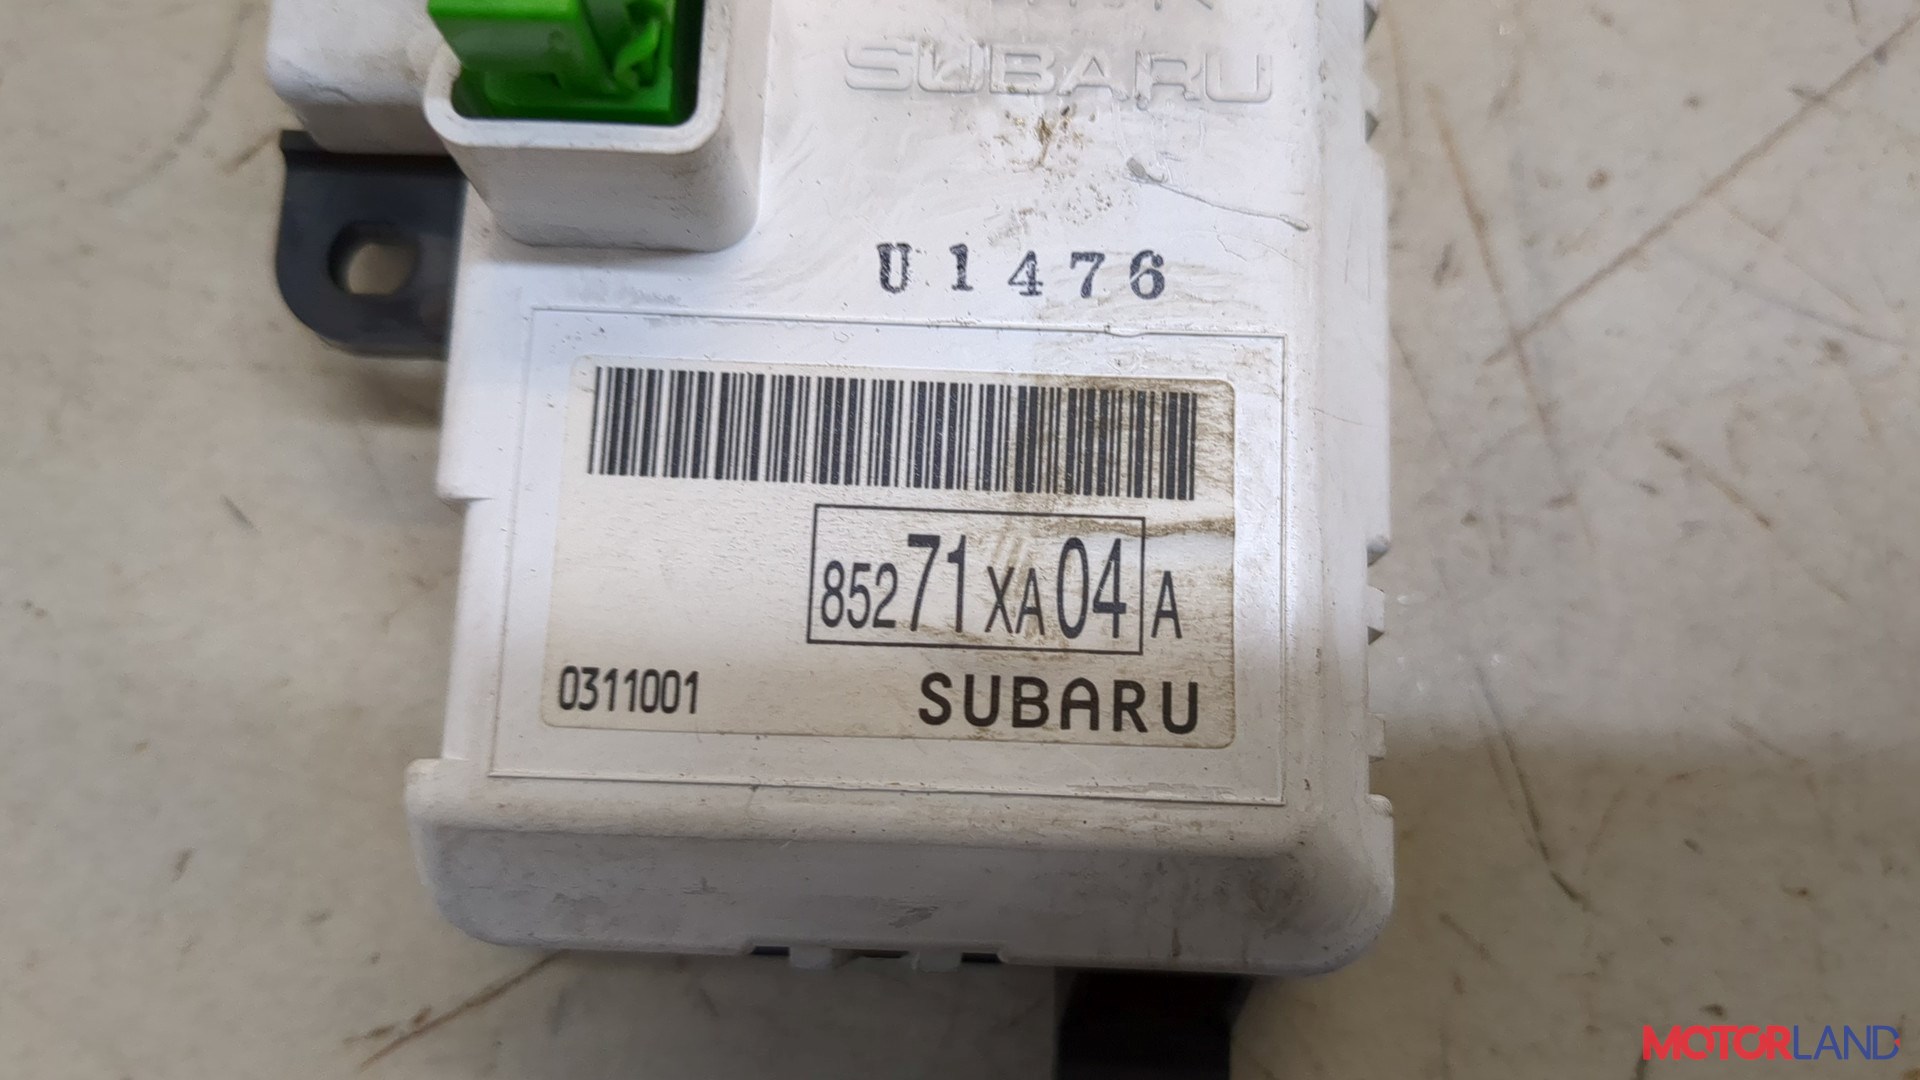 SUBARU
U1476
85271XA04A
0311001
SUBARU
MOTORLAND